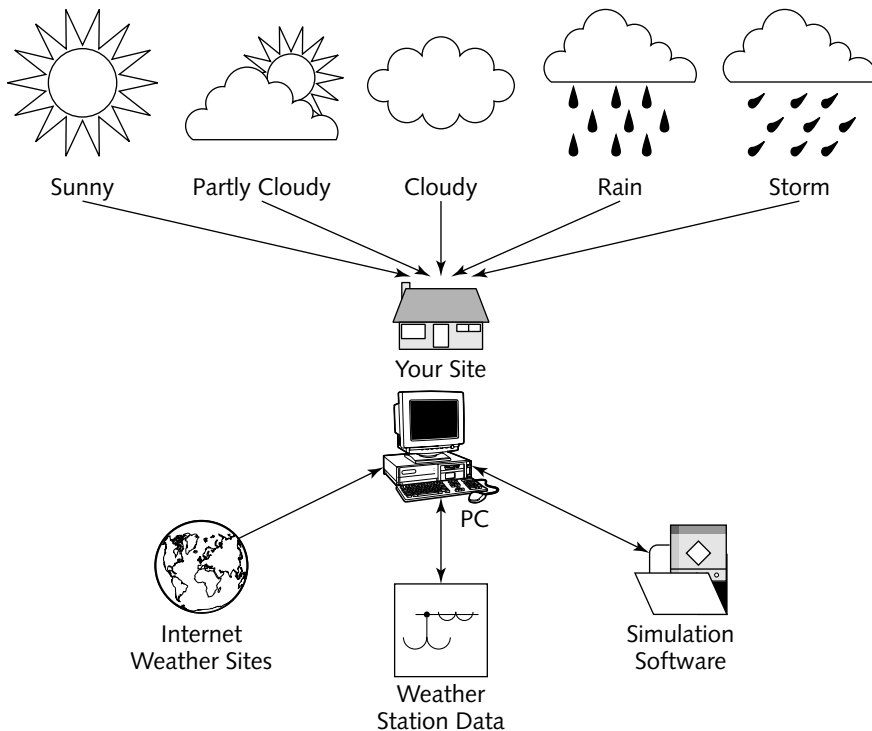 Sunny
Partly Cloudy
Cloudy
Rain
Storm
Your Site
PC
Internet
Weather Sites
Weather
Station Data
Simulation
Software